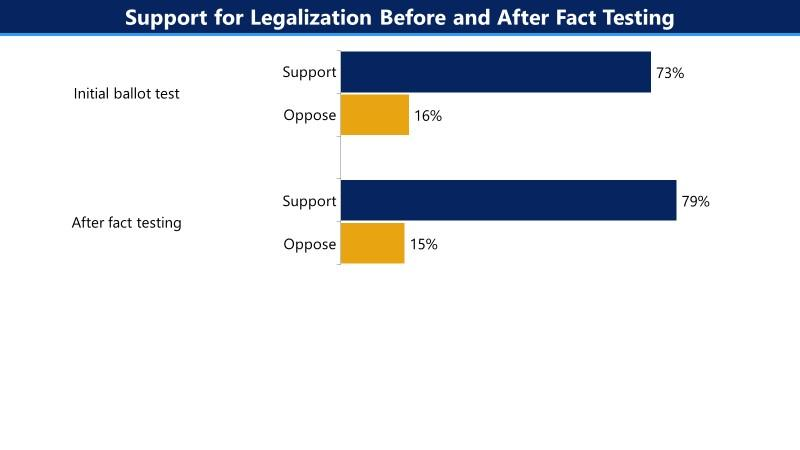 Support for Legalization Before and After Fact Testing
Initial ballot test
Support 73%
Oppose 16%
After fact testing
Support 79%
Oppose 15%